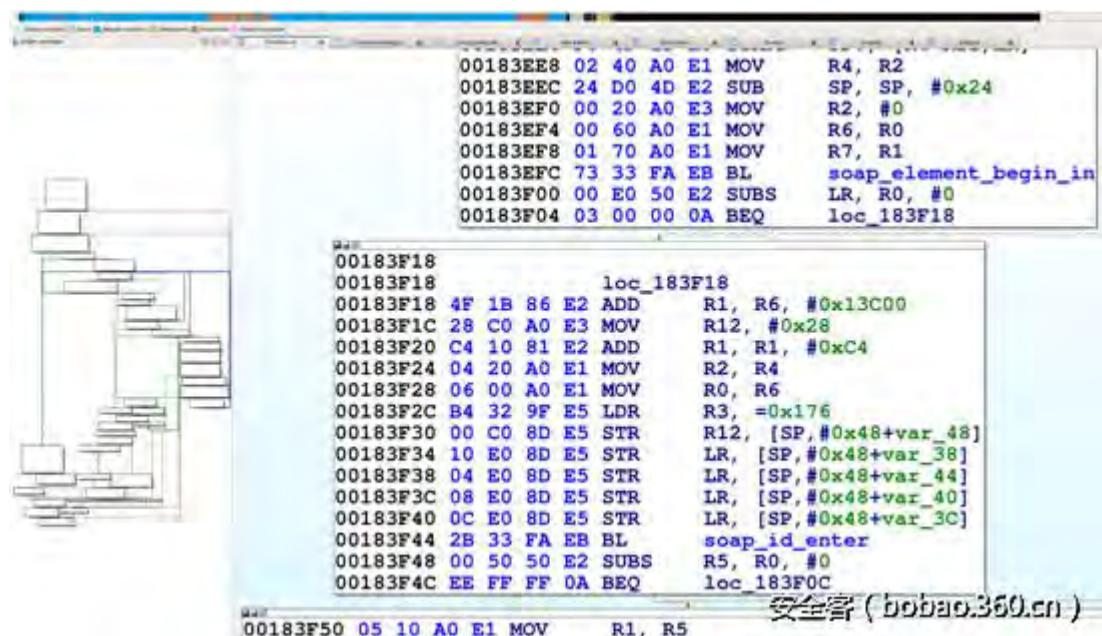 00183EE8 02 40 A0 E1 MOV R4, R2
00183EEC 24 D0 4D E2 SUB SP, SP, #0x24
00183EF0 00 20 A0 E3 MOV R2, #0
00183EF4 00 60 A0 E1 MOV R6, R0
00183EF8 01 70 A0 E1 MOV R7, R1
00183EFC 73 33 FA EB BL soap_element_begin_in
00183F00 00 E0 50 E2 SUBS LR, R0, #0
00183F04 03 00 00 0A BEQ loc_183F18
00183F18
00183F18 loc_183F18
00183F18 4F 1B 86 E2 ADD R1, R6, #0x13C00
00183F1C 28 C0 A0 E3 MOV R12, #0x28
00183F20 C4 10 81 E2 ADD R1, R1, #0xC4
00183F24 04 20 A0 E1 MOV R2, R4
00183F28 06 00 A0 E1 MOV R0, R6
00183F2C B4 32 9F E5 LDR R3, =0x176
00183F30 00 C0 8D E5 STR R12, [SP,#0x48+var_48]
00183F34 10 E0 8D E5 STR LR, [SP,#0x48+var_38]
00183F38 04 E0 8D E5 STR LR, [SP,#0x48+var_44]
00183F3C 08 E0 8D E5 STR LR, [SP,#0x48+var_40]
00183F40 0C E0 8D E5 STR LR, [SP,#0x48+var_3C]
00183F44 2B 33 FA EB BL soap_id_enter
00183F48 00 50 50 E2 SUBS R5, R0, #0
00183F4C EE FF FF 0A BEQ loc_183F0C
安全客 ( bobao.360.cn )
00183F50 05 10 A0 E1 MOV R1, R5